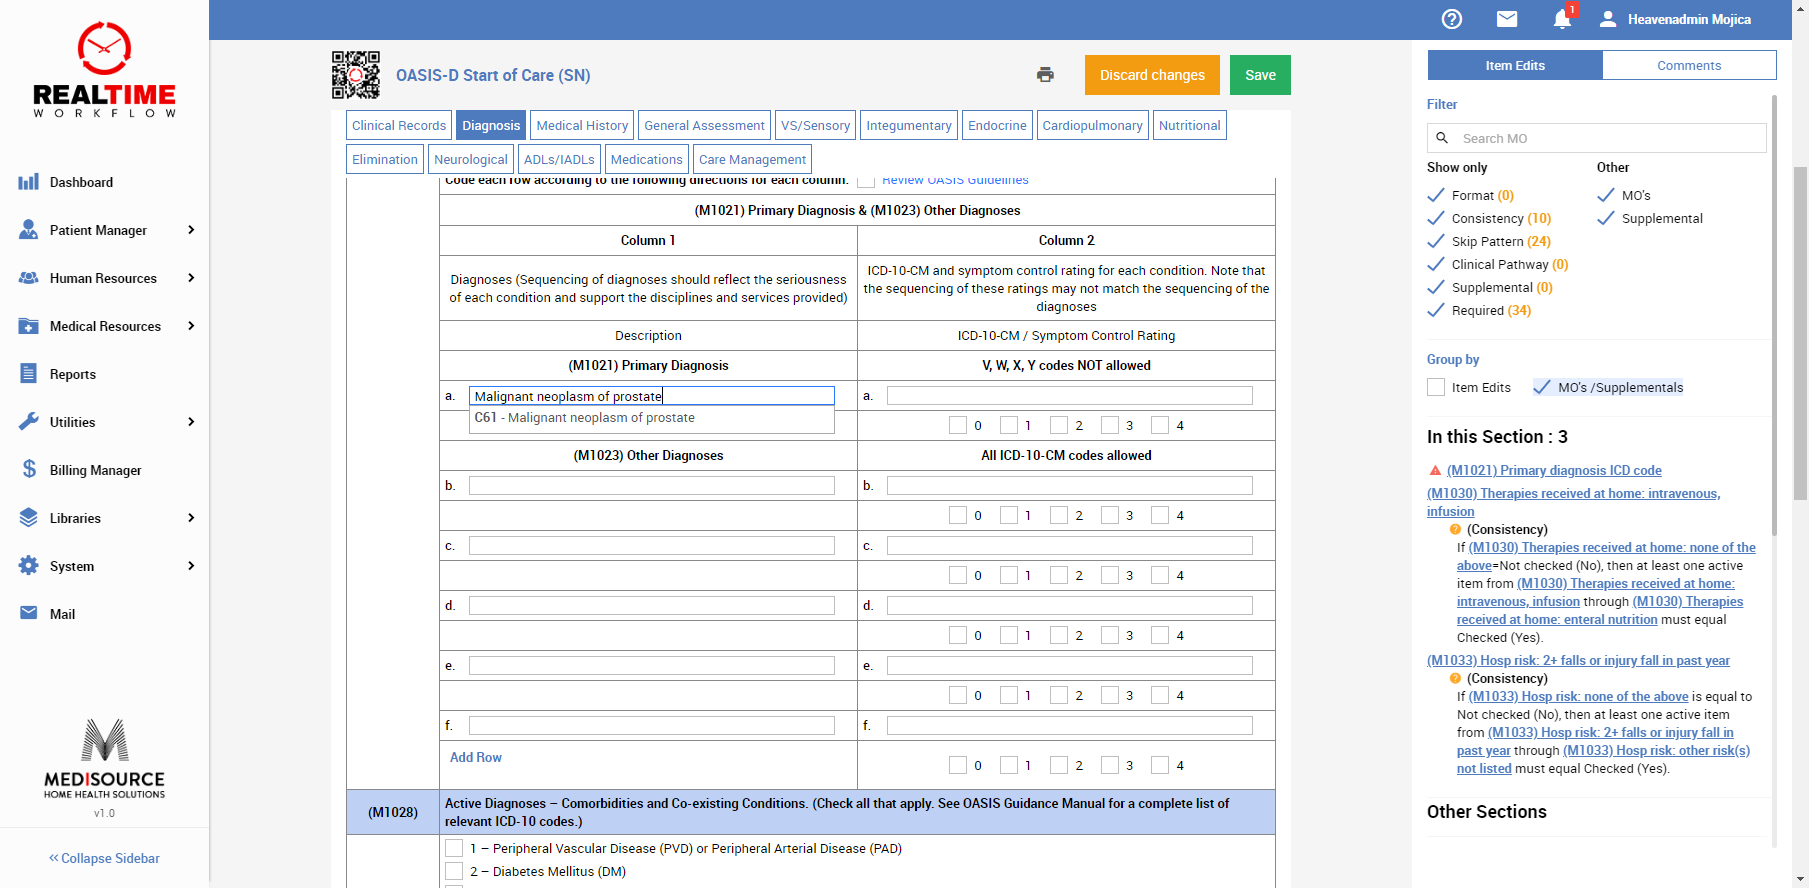 REALTIME
WORKFLOW
Dashboard
Patient Manager
Human Resources
Medical Resources
Reports
Utilities
Billing Manager
Libraries
System
Mail
MEDISOURCE
HOME HEALTH SOLUTIONS
v1.0
Collapse Sidebar
1
Heavenadmin Mojica
OASIS-D Start of Care (SN)
Discard changes
Save
Clinical Records
Diagnosis
Medical History
General Assessment
VS/Sensory
Integumentary
Endocrine
Cardiopulmonary
Nutritional
Elimination
Neurological
ADLs/IADLs
Medications
Care Management
Code each row according to the following directions for each column.
Review OASIS Guidelines
(M1021) Primary Diagnosis & (M1023) Other Diagnoses
Column 1
Column 2
Diagnoses (Sequencing of diagnoses should reflect the seriousness
of each condition and support the disciplines and services provided)
ICD-10-CM and symptom control rating for each condition. Note that
the sequencing of these ratings may not match the sequencing of the
diagnoses
Description
ICD-10-CM / Symptom Control Rating
(M1021) Primary Diagnosis
V, W, X, Y codes NOT allowed
a. Malignant neoplasm of prostate
C61 - Malignant neoplasm of prostate
a.
0 1 2 3 4
(M1023) Other Diagnoses
All ICD-10-CM codes allowed
b.
b.
0 1 2 3 4
c.
c.
0 1 2 3 4
d.
d.
0 1 2 3 4
e.
e.
0 1 2 3 4
f.
f.
Add Row
0 1 2 3 4
(M1028)
Active Diagnoses – Comorbidities and Co-existing Conditions. (Check all that apply. See OASIS Guidance Manual for a complete list of
relevant ICD-10 codes.)
1 – Peripheral Vascular Disease (PVD) or Peripheral Arterial Disease (PAD)
2 – Diabetes Mellitus (DM)
Item Edits
Comments
Filter
Search MO
Show only
Other
Format (0)
MO's
Consistency (10)
Supplemental
Skip Pattern (24)
Clinical Pathway (0)
Supplemental (0)
Required (34)
Group by
Item Edits
MO's /Supplementals
In this Section : 3
(M1021) Primary diagnosis ICD code
(M1030) Therapies received at home: intravenous,
infusion
(Consistency)
If (M1030) Therapies received at home: none of the
above=Not checked (No), then at least one active
item from (M1030) Therapies received at home:
intravenous, infusion through (M1030) Therapies
received at home: enteral nutrition must equal
Checked (Yes).
(M1033) Hosp risk: 2+ falls or injury fall in past year
(Consistency)
If (M1033) Hosp risk: none of the above is equal to
Not checked (No), then at least one active item
from (M1033) Hosp risk: 2+ falls or injury fall in
past year through (M1033) Hosp risk: other risk(s)
not listed must equal Checked (Yes).
Other Sections